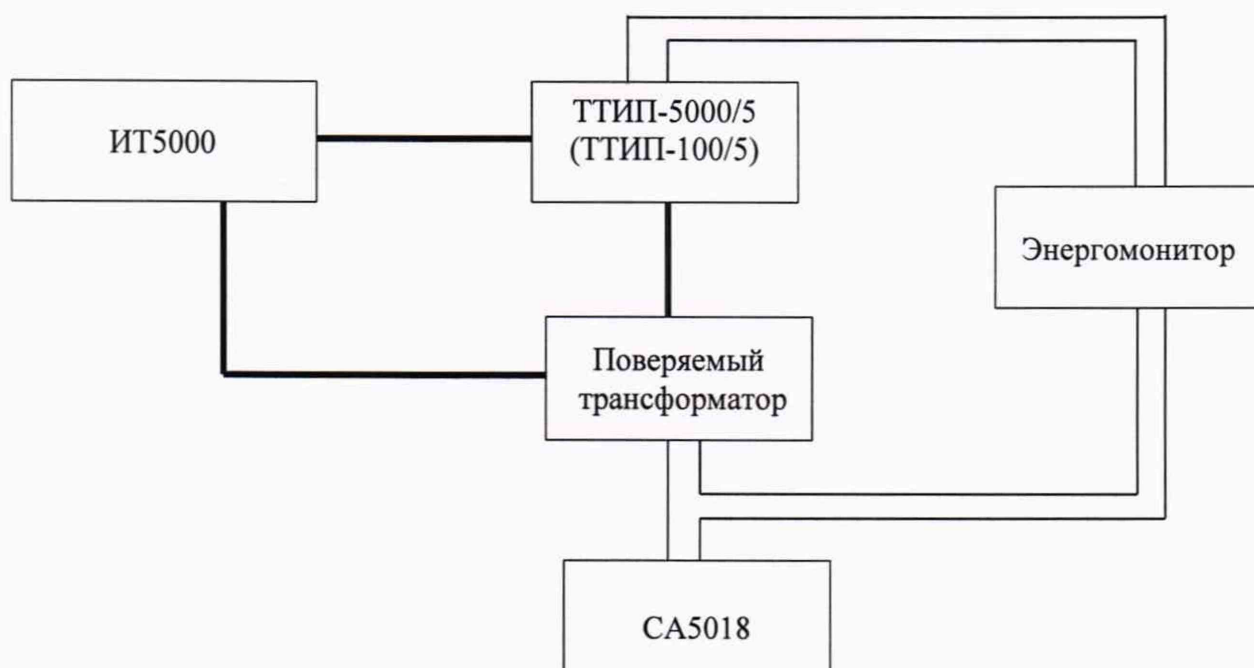 ИТ5000
ТТИП-5000/5
(ТТИП-100/5)
Энергомонитор
Поверяемый
трансформатор
СА5018